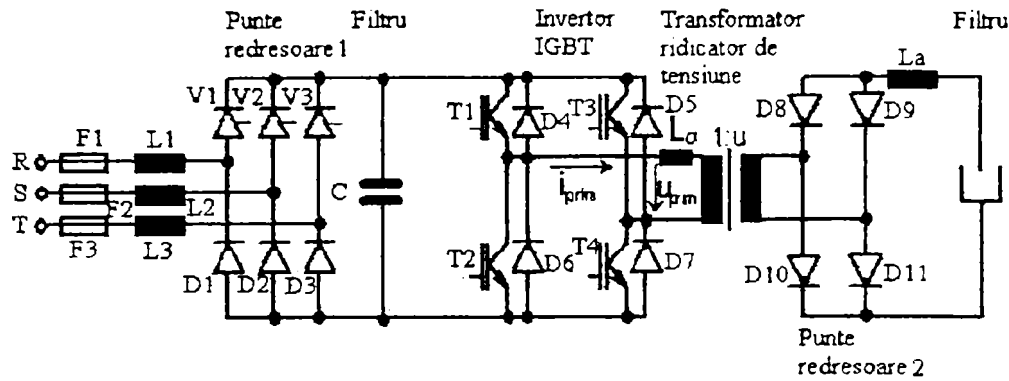 Punte
redresoare 1
Filtru
Invertor
IGBT
Transformator
ridicator de
tensiune
Filtru
La
V1 V2 V3
T1
D4
T3
D5
D8
D9
Lσ
1:u
F1
L1
R
S
F2
L2
C
iprim
uprim
T
F3
L3
D1
D2
D3
T2
D6
T4
D7
D10
D11
Punte
redresoare 2